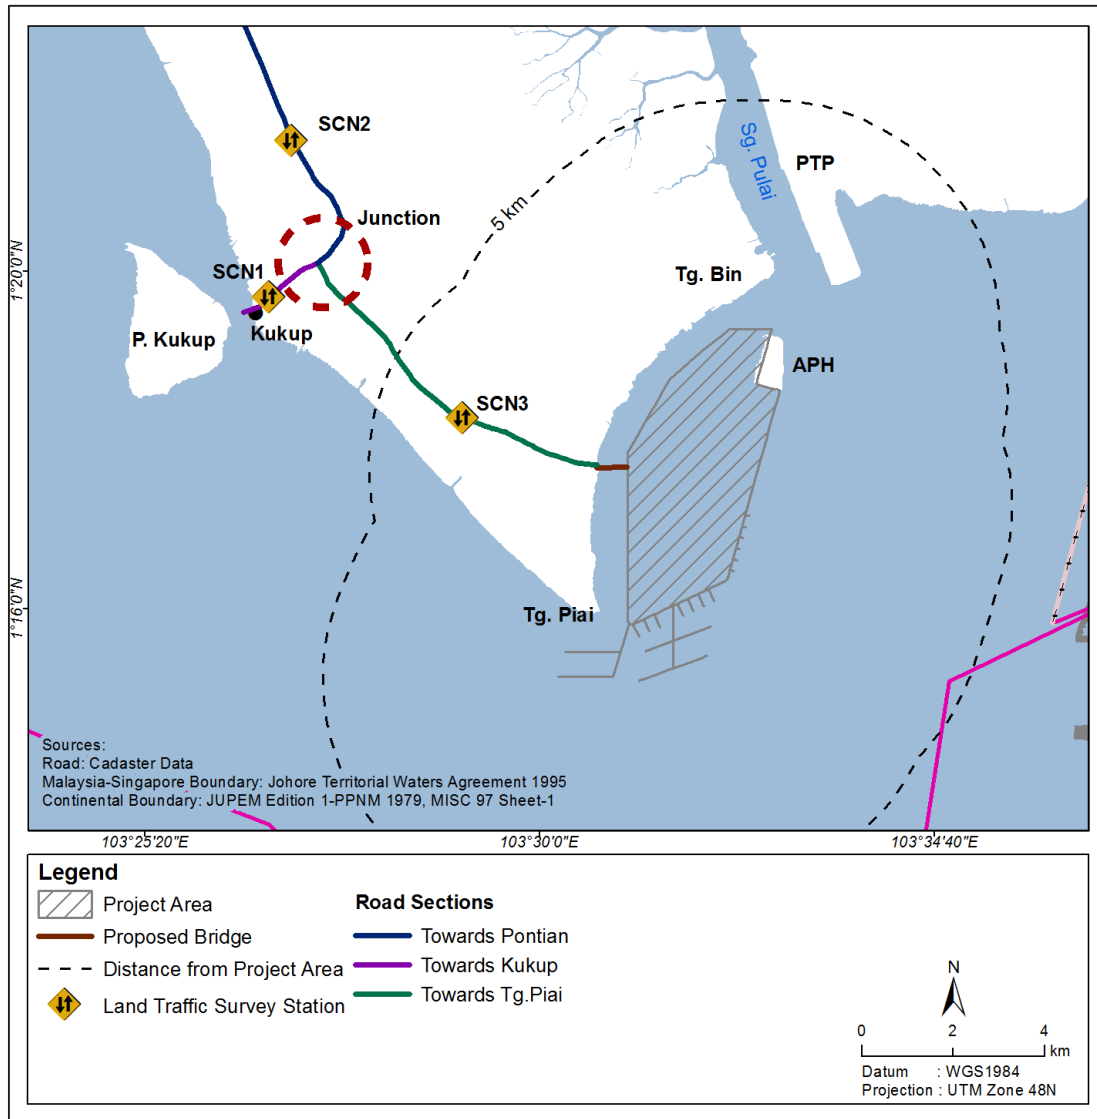 SCN2
PTP
Sg. Pulai
5 km
Junction
SCN1
Tg. Bin
1°20'0"N
Kukup
P. Kukup
APH
SCN3
1°16'0"N
Tg. Piai
Sources:
Road: Cadaster Data
Malaysia-Singapore Boundary: Johore Territorial Waters Agreement 1995
Continental Boundary: JUPEM Edition 1-PPNM 1979, MISC 97 Sheet-1
103°25'20"E
103°30'0"E
103°34'40"E
Legend
Project Area
Proposed Bridge
Distance from Project Area
Land Traffic Survey Station
Road Sections
Towards Pontian
Towards Kukup
Towards Tg.Piai
N
0 2 4
km
Datum : WGS1984
Projection : UTM Zone 48N